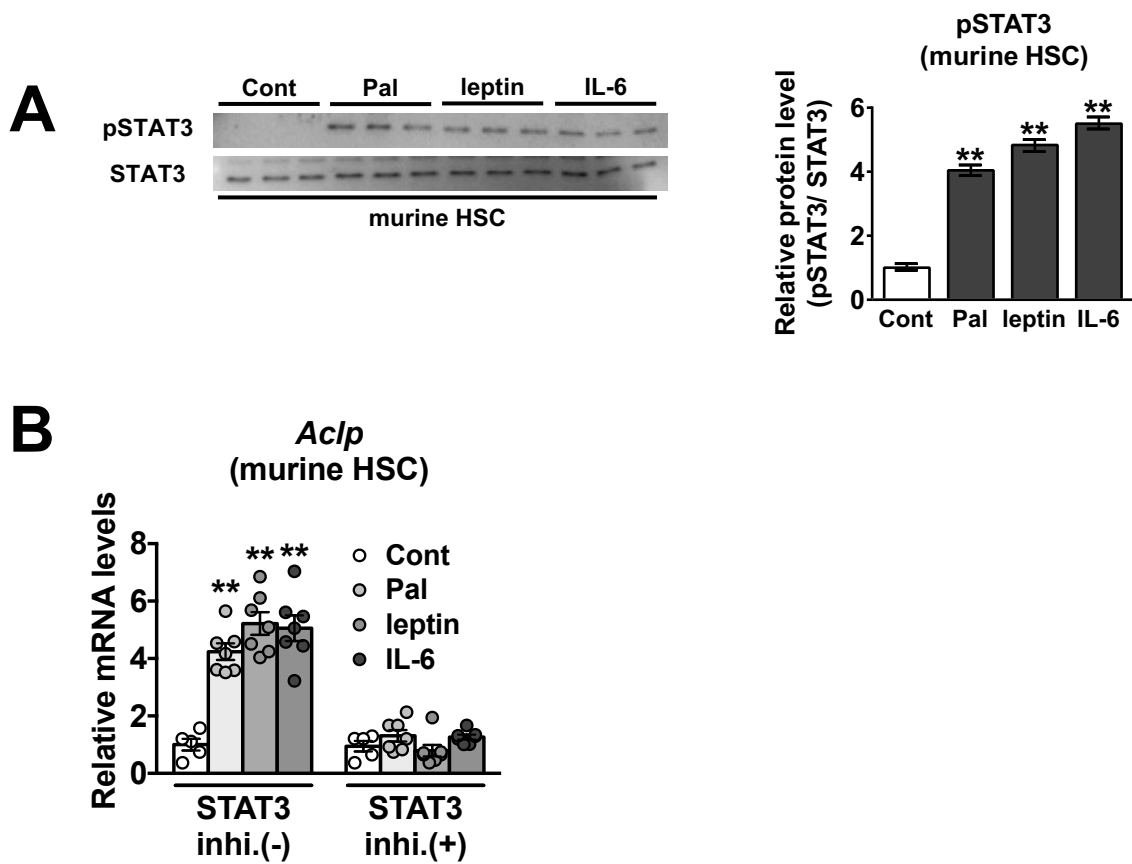 A
Cont Pal leptin IL-6
pSTAT3
STAT3
murine HSC
pSTAT3
(murine HSC)
Relative protein level
(pSTAT3/ STAT3)
6
4
2
0
** ** **
Cont Pal leptin IL-6
B
Aclp
(murine HSC)
Relative mRNA levels
8
6
4
2
0
** ** **
Cont
Pal
leptin
IL-6
STAT3
inhi.(-)
STAT3
inhi.(+)